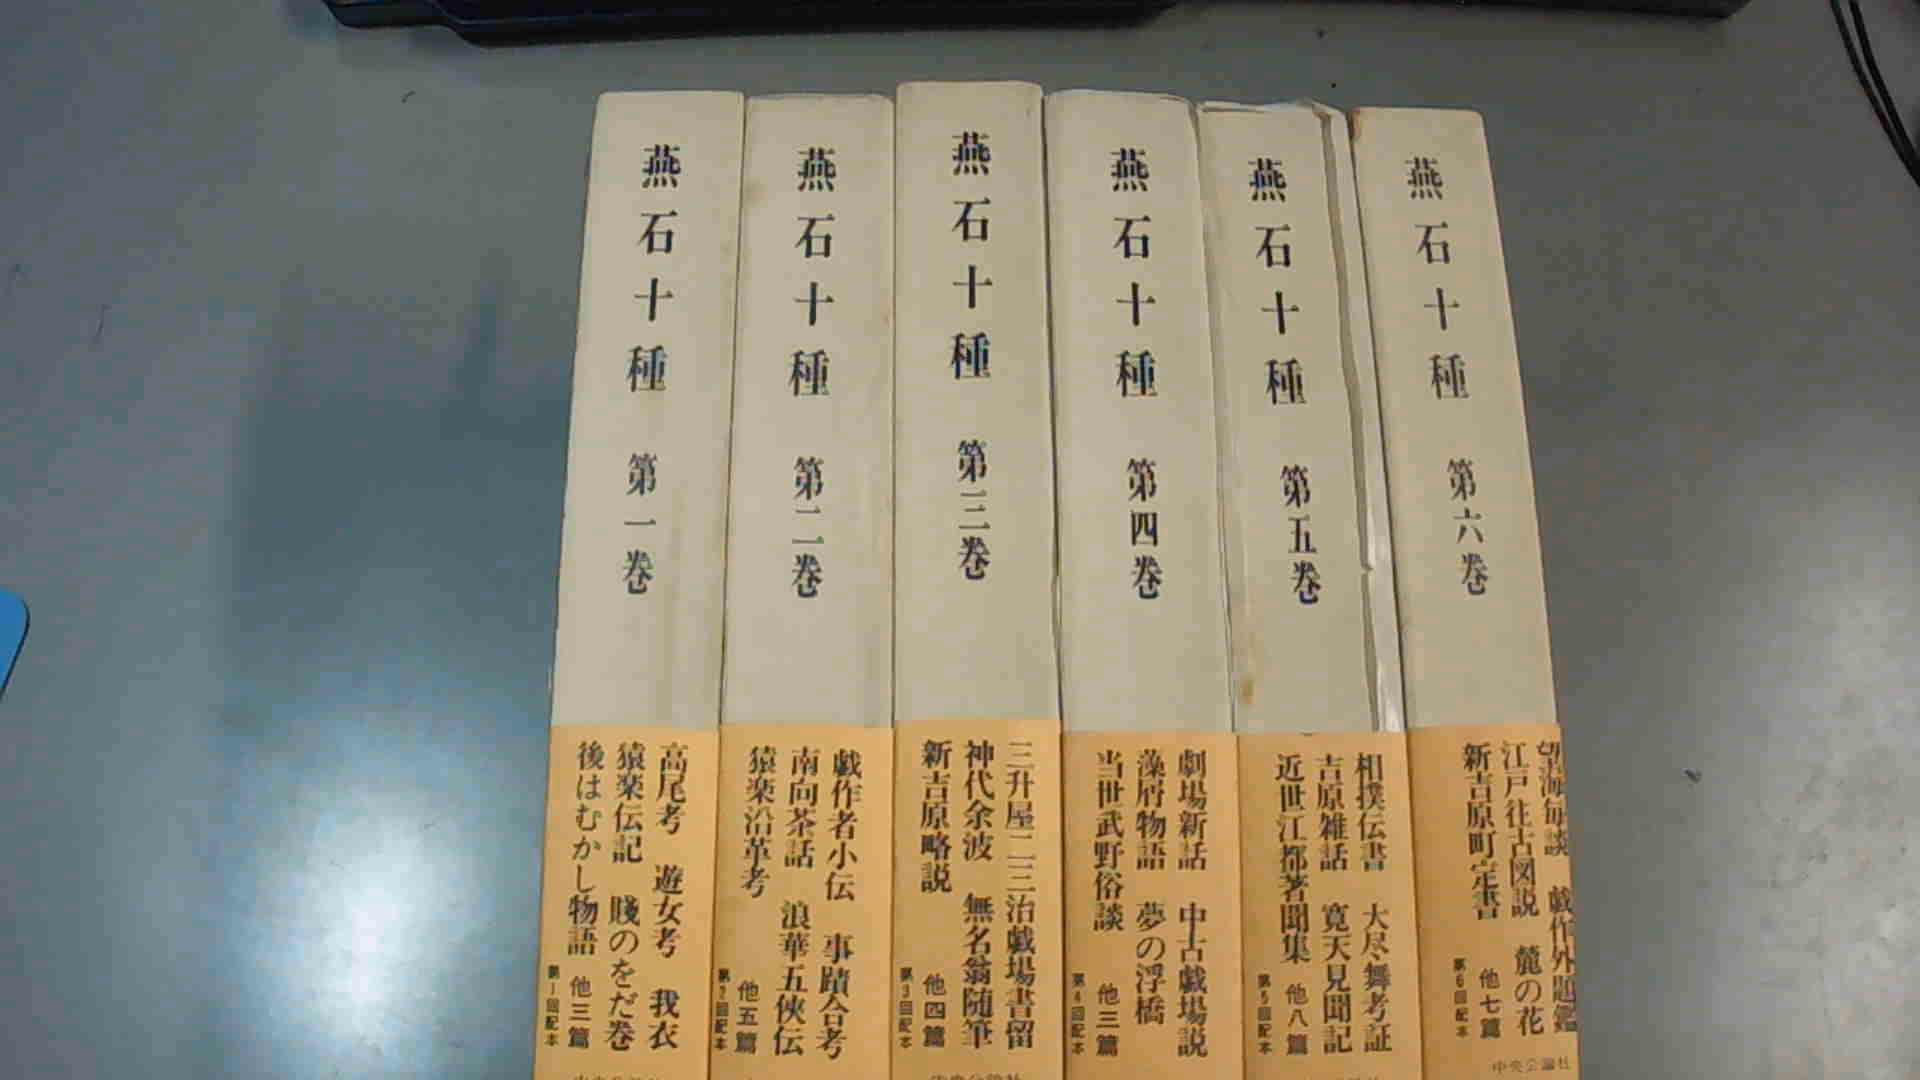 燕石十種 第一巻
高尾考 遊女考 我衣
猿楽伝記 賤のをだ巻
後はむかし物語 他三篇
第1回配本
燕石十種 第二巻
戯作者小伝 事蹟合考
南向茶話 浪華五侠伝
猿楽沿革考 他五篇
第2回配本
燕石十種 第三巻
三升屋二三治戯場書留
神代余波 無名翁随筆
新吉原略説 他四篇
第3回配本
中央公論社
燕石十種 第四巻
劇場新話 中古戯場説
藻屑物語 夢の浮橋
当世武野俗談 他三篇
第4回配本
燕石十種 第五巻
相撲伝書 大尽舞考証
吉原雑話 寛天見聞記
近世江都著聞集 他八篇
第5回配本
燕石十種 第六巻
望海毎談 戯作外題鑑
江戸往古図説 麓の花
新吉原町定書 他七篇
第6回配本
中央公論社